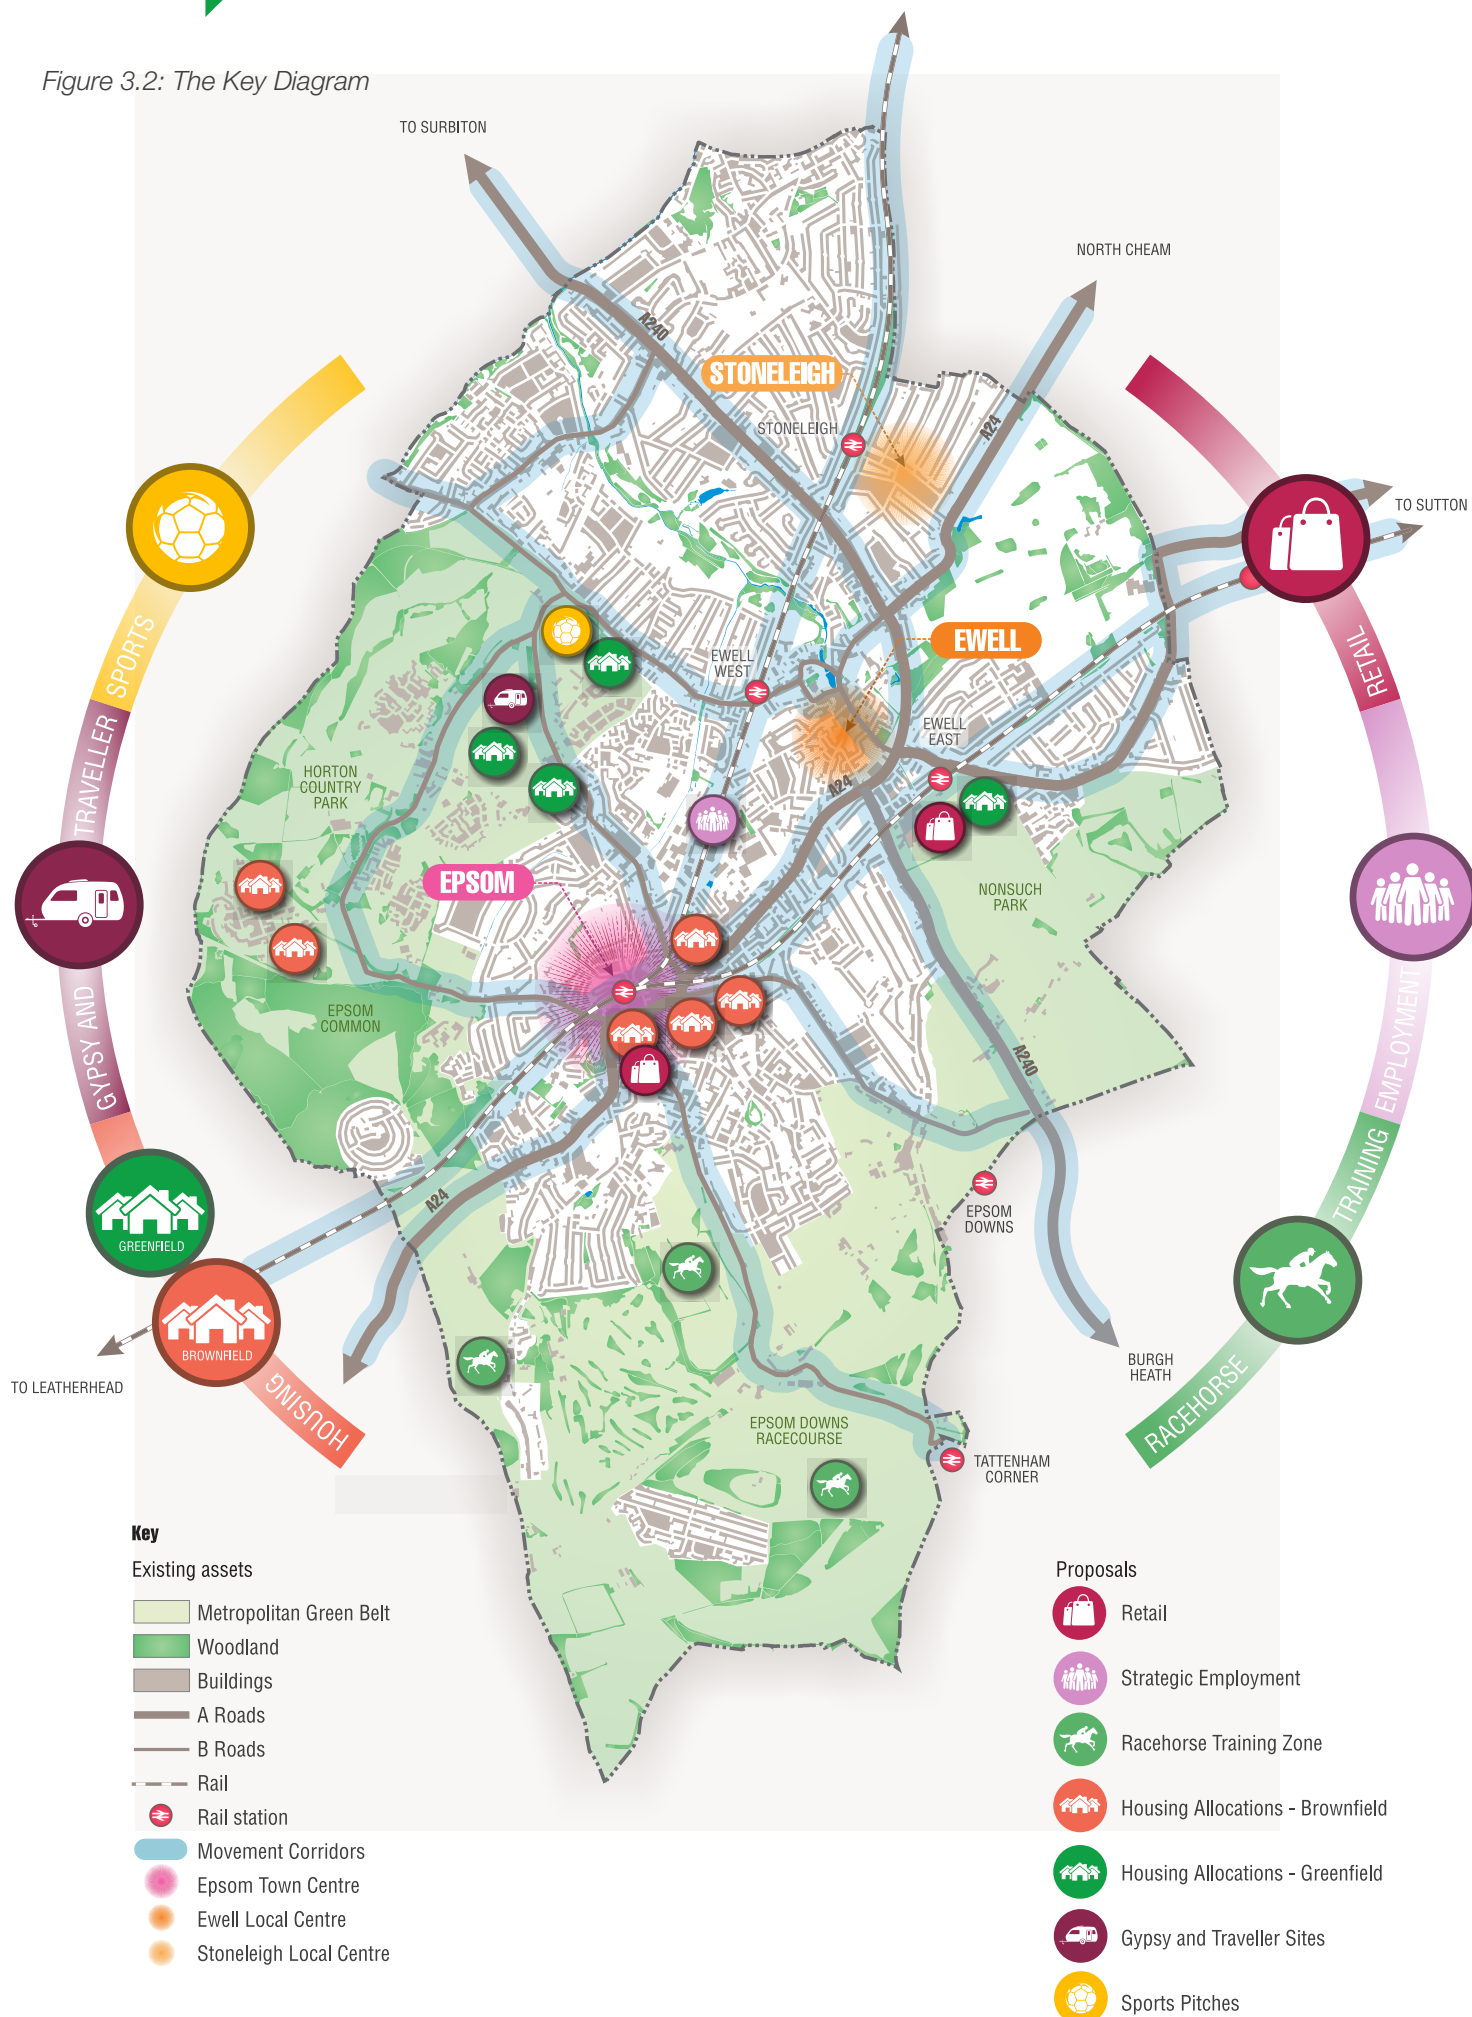 Figure 3.2: The Key Diagram
TO SURBITON
NORTH CHEAM
A240
STONELEIGH
STONELEIGH
A24
TO SUTTON
SPORTS
RETAIL
EWELL
EWELL
WEST
EWELL
EAST
GYPSY AND TRAVELLER
HORTON
COUNTRY
PARK
A24
EPSOM
NONSUCH
PARK
EMPLOYMENT
EPSOM
COMMON
A240
A24
EPSOM
DOWNS
GREENFIELD
BROWNFIELD
HOUSING
TO LEATHERHEAD
RACEHORSE TRAINING
BURGH
HEATH
EPSOM DOWNS
RACECOURSE
TATTENHAM
CORNER
Key
Existing assets
Metropolitan Green Belt
Woodland
Buildings
A Roads
B Roads
Rail
Rail station
Movement Corridors
Epsom Town Centre
Ewell Local Centre
Stoneleigh Local Centre
Proposals
Retail
Strategic Employment
Racehorse Training Zone
Housing Allocations - Brownfield
Housing Allocations - Greenfield
Gypsy and Traveller Sites
Sports Pitches